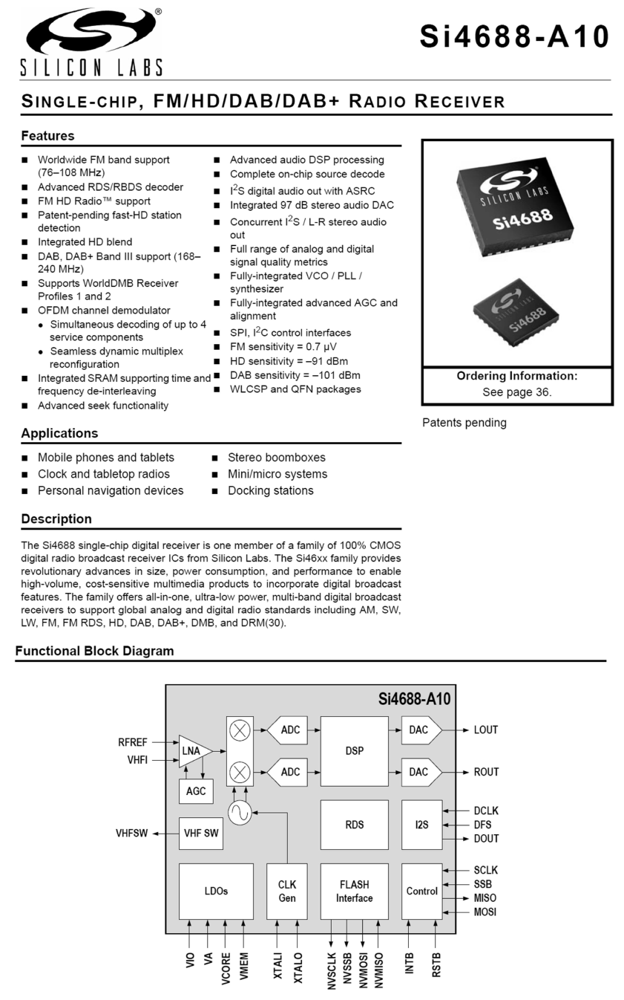 ®
SILICON LABS
Si4688-A10
SINGLE-CHIP, FM/HD/DAB/DAB+ RADIO RECEIVER
Features
■ Worldwide FM band support
(76–108 MHz)
■ Advanced RDS/RBDS decoder
■ FM HD Radio™ support
■ Patent-pending fast-HD station
detection
■ Integrated HD blend
■ DAB, DAB+ Band III support (168–
240 MHz)
■ Supports WorldDMB Receiver
Profiles 1 and 2
■ OFDM channel demodulator
● Simultaneous decoding of up to 4
service components
● Seamless dynamic multiplex
reconfiguration
■ Integrated SRAM supporting time and
frequency de-interleaving
■ Advanced seek functionality
■ Advanced audio DSP processing
■ Complete on-chip source decode
■ I²S digital audio out with ASRC
■ Integrated 97 dB stereo audio DAC
■ Concurrent I²S / L-R stereo audio
out
■ Full range of analog and digital
signal quality metrics
■ Fully-integrated VCO / PLL /
synthesizer
■ Fully-integrated advanced AGC and
alignment
■ SPI, I²C control interfaces
■ FM sensitivity = 0.7 µV
■ HD sensitivity = –91 dBm
■ DAB sensitivity = –101 dBm
■ WLCSP and QFN packages
SILICON LABS
Si4688
SILICON LABS
Si4688
Ordering Information:
See page 36.
Patents pending
Applications
■ Mobile phones and tablets
■ Clock and tabletop radios
■ Personal navigation devices
■ Stereo boomboxes
■ Mini/micro systems
■ Docking stations
Description
The Si4688 single-chip digital receiver is one member of a family of 100% CMOS
digital radio broadcast receiver ICs from Silicon Labs. The Si46xx family provides
revolutionary advances in size, power consumption, and performance to enable
high-volume, cost-sensitive multimedia products to incorporate digital broadcast
features. The family offers all-in-one, ultra-low power, multi-band digital broadcast
receivers to support global analog and digital radio standards including AM, SW,
LW, FM, FM RDS, HD, DAB, DAB+, DMB, and DRM(30).
Functional Block Diagram
Si4688-A10
RFREF
VHFI
LNA
AGC
ADC
ADC
DSP
DAC
DAC
LOUT
ROUT
VHFSW
VHF SW
RDS
I2S
DCLK
DFS
DOUT
LDOs
CLK
Gen
FLASH
Interface
Control
SCLK
SSB
MISO
MOSI
VIO
VA
VCORE
VMEM
XTALI
XTALO
NVSCLK
NVSSB
NVMOSI
NVMISO
INTB
RSTB